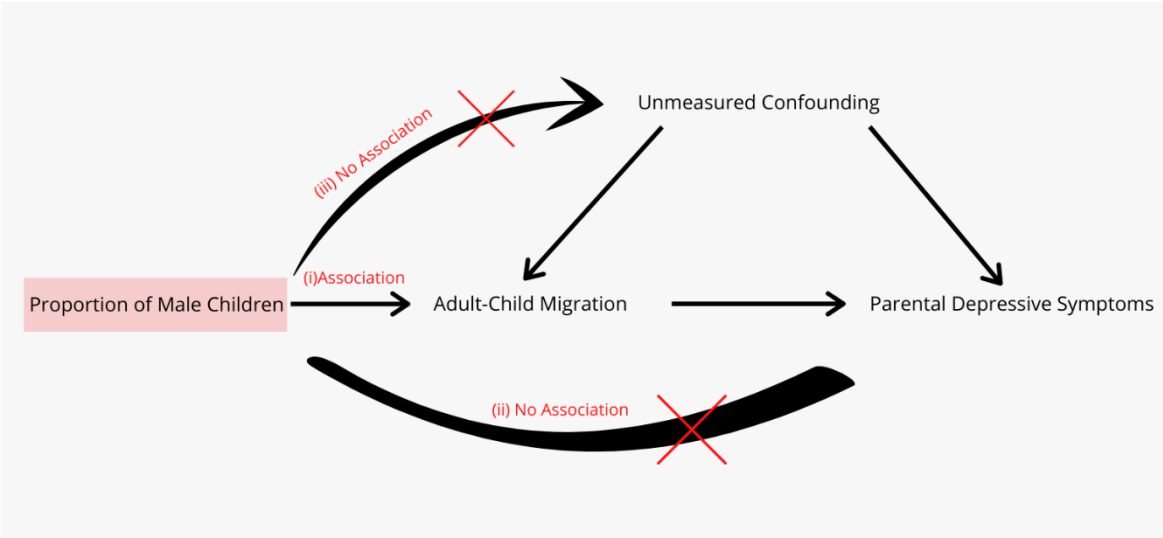 Unmeasured Confounding
(iii) No Association
(i)Association
Proportion of Male Children
Adult-Child Migration
Parental Depressive Symptoms
(ii) No Association